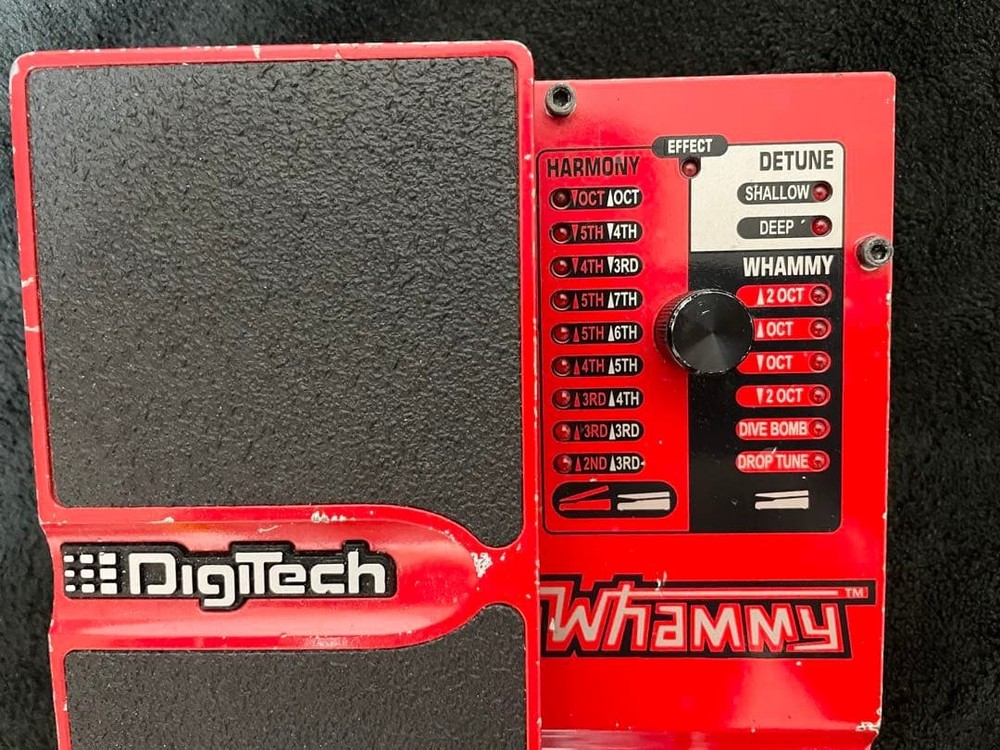 EFFECT
HARMONY
▼OCT ▲OCT
▼5TH ▼4TH
▼4TH ▼3RD
▲5TH ▲7TH
▲5TH ▲6TH
▲4TH ▲5TH
▲3RD ▲4TH
▲3RD ▲3RD
▲2ND ▲3RD
DETUNE
SHALLOW
DEEP
WHAMMY
▲2 OCT
▲OCT
▼OCT
▼2 OCT
DIVE BOMB
DROP TUNE
DigiTech
Whammy™